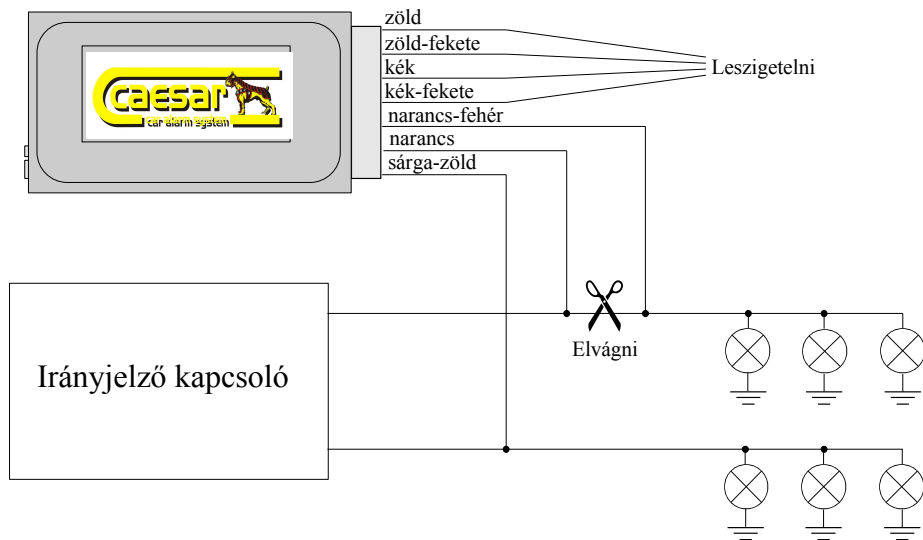 zöld
zöld-fekete
kék
kék-fekete
narancs-fehér
narancs
sárga-zöld
Leszigetelni
caesar
car alarm system
Elvágni
Irányjelző kapcsoló